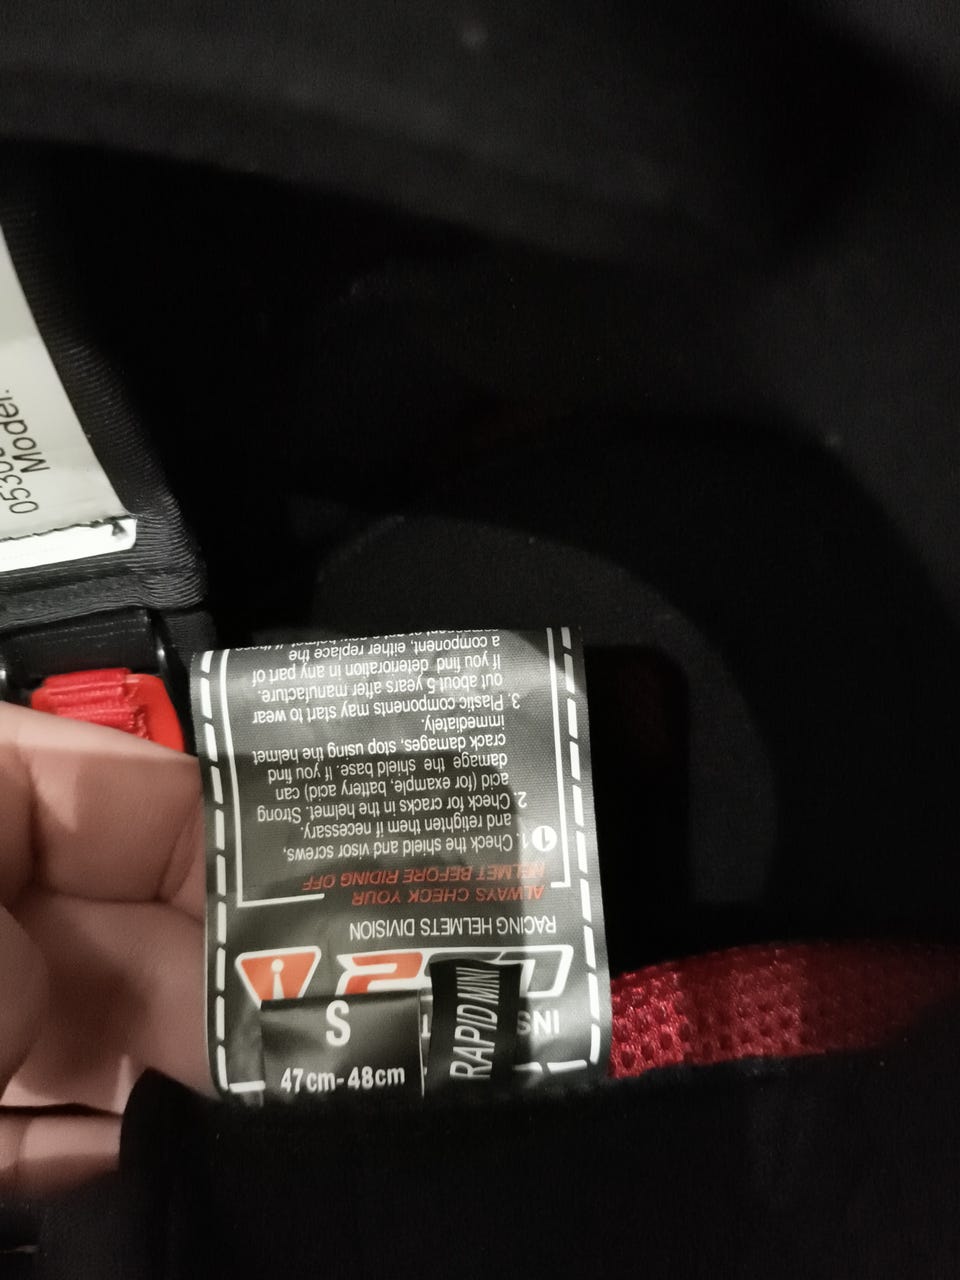 S
47cm-48cm
RAPID MINI
INS
RACING HELMETS DIVISION
ALWAYS CHECK YOUR
HELMET BEFORE RIDING OFF
1. Check the shield and visor screws,
and retighten them if necessary.
2. Check for cracks in the helmet. Strong
acid (for example, battery acid) can
damage the shield base. If you find
crack damages, stop using the helmet
immediately.
3. Plastic components may start to wear
out about 5 years after manufacture.
If you find deterioration in any part of
a component, either replace the
Model: